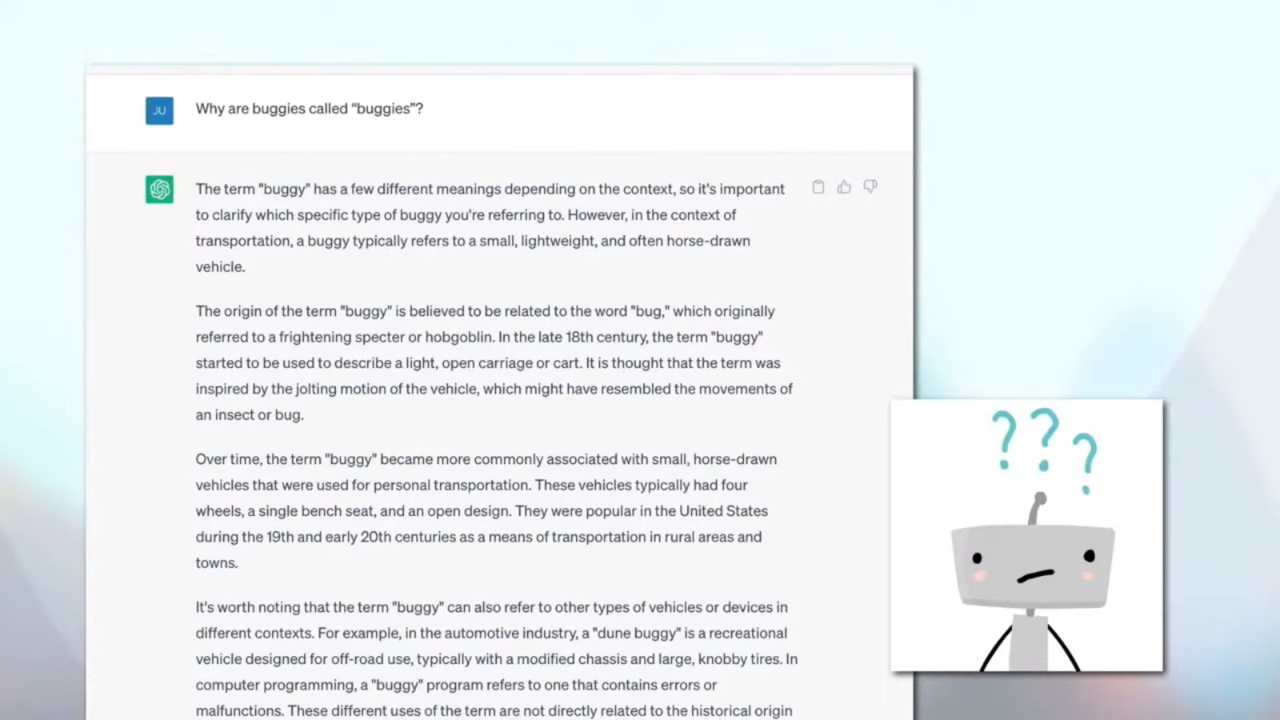 JU
Why are buggies called “buggies”?
The term "buggy" has a few different meanings depending on the context, so it's important
to clarify which specific type of buggy you're referring to. However, in the context of
transportation, a buggy typically refers to a small, lightweight, and often horse-drawn
vehicle.
The origin of the term "buggy" is believed to be related to the word "bug," which originally
referred to a frightening specter or hobgoblin. In the late 18th century, the term "buggy"
started to be used to describe a light, open carriage or cart. It is thought that the term was
inspired by the jolting motion of the vehicle, which might have resembled the movements of
an insect or bug.
Over time, the term "buggy" became more commonly associated with small, horse-drawn
vehicles that were used for personal transportation. These vehicles typically had four
wheels, a single bench seat, and an open design. They were popular in the United States
during the 19th and early 20th centuries as a means of transportation in rural areas and
towns.
It's worth noting that the term "buggy" can also refer to other types of vehicles or devices in
different contexts. For example, in the automotive industry, a "dune buggy" is a recreational
vehicle designed for off-road use, typically with a modified chassis and large, knobby tires. In
computer programming, a "buggy" program refers to one that contains errors or
malfunctions. These different uses of the term are not directly related to the historical origin
? ? ?